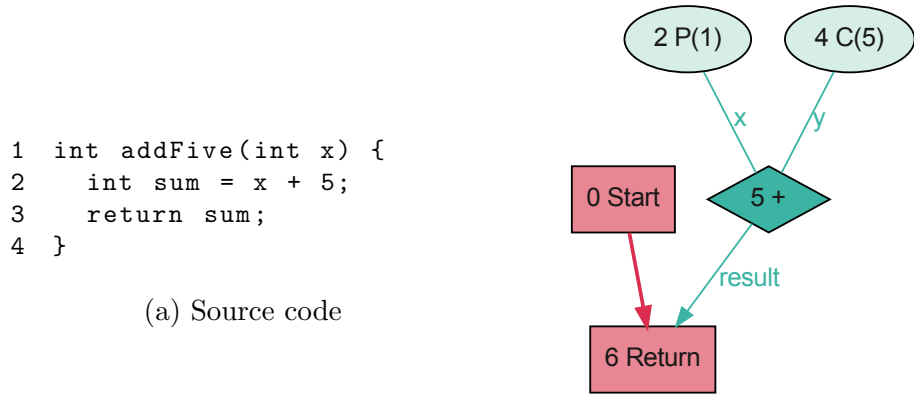 1 int addFive(int x) {
2   int sum = x + 5;
3   return sum;
4 }
(a) Source code
2 P(1)
4 C(5)
x
y
0 Start
5 +
result
6 Return